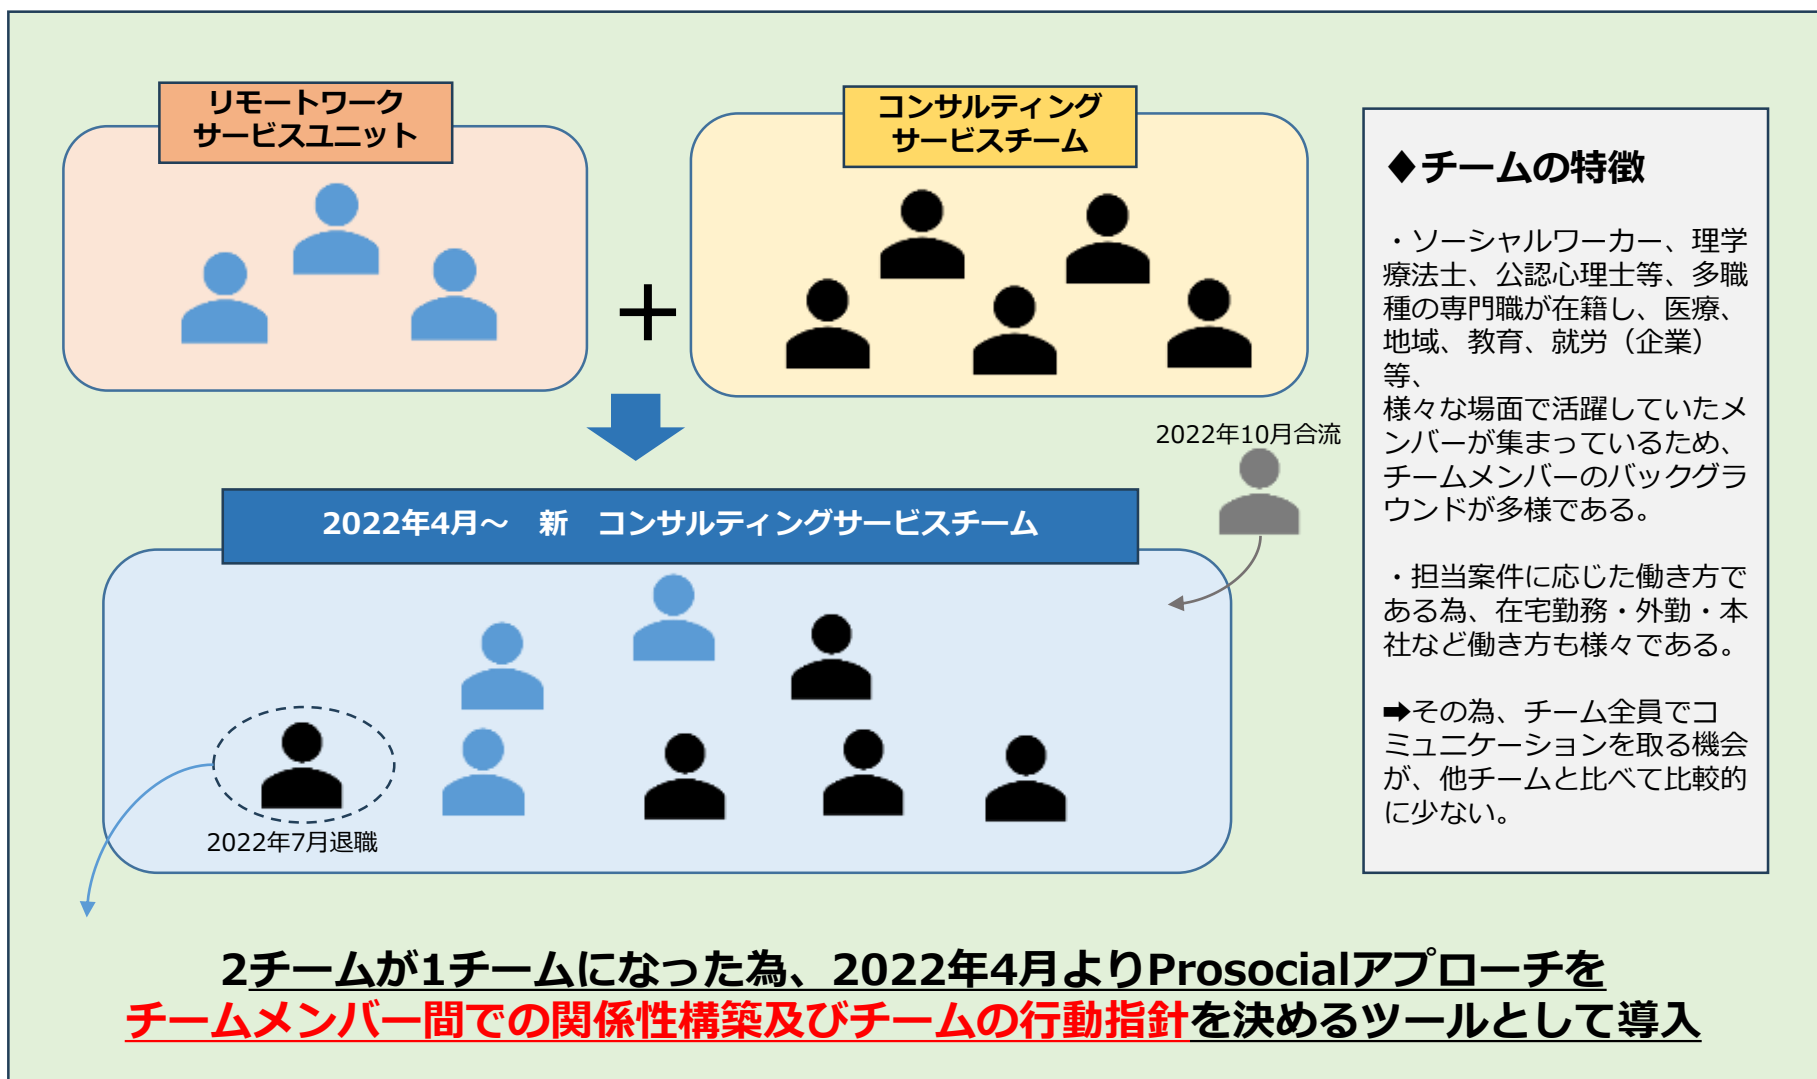 リモートワーク
サービスユニット
コンサルティング
サービスチーム
＋
2022年10月合流
2022年4月～　新　コンサルティングサービスチーム
2022年7月退職
♦チームの特徴
・ソーシャルワーカー、理学
療法士、公認心理士等、多職
種の専門職が在籍し、医療、
地域、教育、就労（企業）
等、
様々な場面で活躍していたメ
ンバーが集まっているため、
チームメンバーのバックグラ
ウンドが多様である。
・担当案件に応じた働き方で
ある為、在宅勤務・外勤・本
社など働き方も様々である。
➡その為、チーム全員でコ
ミュニケーションを取る機会
が、他チームと比べて比較的
に少ない。
2チームが1チームになった為、2022年4月よりProsocialアプローチを
チームメンバー間での関係性構築及びチームの行動指針を決めるツールとして導入